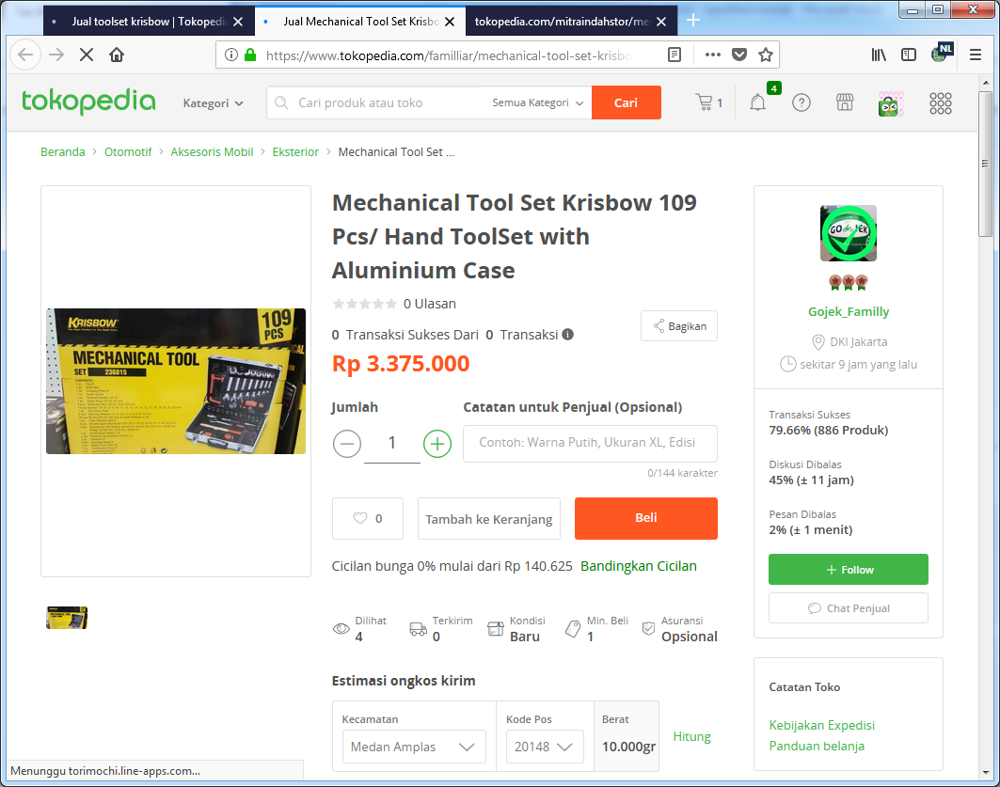 Jual toolset krisbow | Tokopedi
Jual Mechanical Tool Set Krisbo
tokopedia.com/mitraindahstor/me
https://www.tokopedia.com/familliar/mechanical-tool-set-krisbo
NL
tokopedia
Kategori
Cari produk atau toko
Semua Kategori
Cari
1
4
Beranda > Otomotif > Aksesoris Mobil > Eksterior > Mechanical Tool Set ...
Mechanical Tool Set Krisbow 109
Pcs/ Hand ToolSet with
Aluminium Case
0 Ulasan
0 Transaksi Sukses Dari 0 Transaksi
Bagikan
Rp 3.375.000
KRISBOW
109
PCS
MECHANICAL TOOL
SET 236815
Jumlah
Catatan untuk Penjual (Opsional)
1
Contoh: Warna Putih, Ukuran XL, Edisi
0/144 karakter
0
Tambah ke Keranjang
Beli
Cicilan bunga 0% mulai dari Rp 140.625 Bandingkan Cicilan
Dilihat
4
Terkirim
0
Kondisi
Baru
Min. Beli
1
Asuransi
Opsional
Estimasi ongkos kirim
Kecamatan
Medan Amplas
Kode Pos
20148
Berat
10.000gr
Hitung
GOJEK
Gojek_Familly
DKI Jakarta
sekitar 9 jam yang lalu
Transaksi Sukses
79.66% (886 Produk)
Diskusi Dibalas
45% (± 11 jam)
Pesan Dibalas
2% (± 1 menit)
Follow
Chat Penjual
Catatan Toko
Kebijakan Expedisi
Panduan belanja
Menunggu torimochi.line-apps.com...